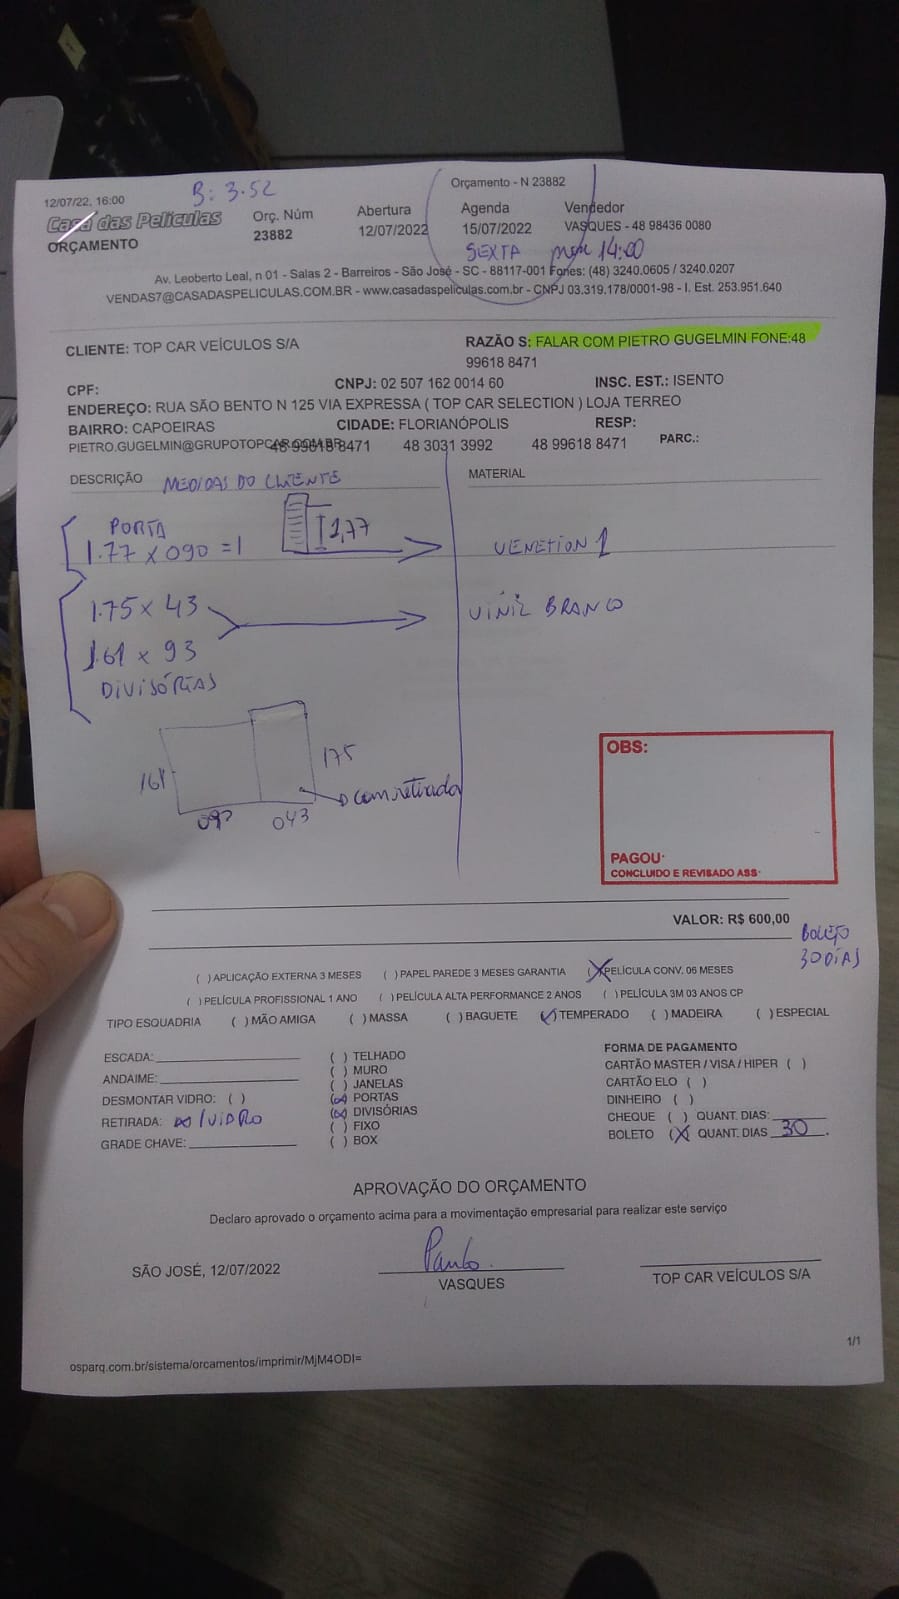 12/07/22, 16:00
B: 3.52
Orçamento - N 23882
Casa das Películas
ORÇAMENTO
Orç. Núm
23882
Abertura
12/07/2022
Agenda
15/07/2022
SEXTA 14:00
Vendedor
VASQUES - 48 98436 0080
Av. Leoberto Leal, n 01 - Salas 2 - Barreiros - São José - SC - 88117-001 Fones: (48) 3240.0605 / 3240.0207
VENDAS7@CASADASPELICULAS.COM.BR - www.casadaspeliculas.com.br - CNPJ 03.319.178/0001-98 - I. Est. 253.951.640
CLIENTE: TOP CAR VEÍCULOS S/A
RAZÃO S: FALAR COM PIETRO GUGELMIN FONE:48
99618 8471
CPF: CNPJ: 02 507 162 0014 60 INSC. EST.: ISENTO
ENDEREÇO: RUA SÃO BENTO N 125 VIA EXPRESSA ( TOP CAR SELECTION ) LOJA TERREO
BAIRRO: CAPOEIRAS CIDADE: FLORIANÓPOLIS RESP:
PIETRO.GUGELMIN@GRUPOTOPCAR.COM.BR 48 99618 8471 48 3031 3992 48 99618 8471 PARC.:
DESCRIÇÃO MEDIDAS DO CLIENTE
MATERIAL
PORTA
1.77 x 090 = 1
1,77
VENETION 1
1.75 x 43
VINIL BRANCO
1.61 x 93
DIVISÓRIAS
161
175
com retirada
093
043
OBS:
PAGOU:
CONCLUIDO E REVISADO ASS:
VALOR: R$ 600,00
BOLETO
30 DIAS
( ) APLICAÇÃO EXTERNA 3 MESES ( ) PAPEL PAREDE 3 MESES GARANTIA (X) PELÍCULA CONV. 06 MESES
( ) PELÍCULA PROFISSIONAL 1 ANO ( ) PELÍCULA ALTA PERFORMANCE 2 ANOS ( ) PELÍCULA 3M 03 ANOS CP
TIPO ESQUADRIA ( ) MÃO AMIGA ( ) MASSA ( ) BAGUETE (✓) TEMPERADO ( ) MADEIRA ( ) ESPECIAL
ESCADA:
ANDAIME:
DESMONTAR VIDRO: ( )
RETIRADA: /VIDRO
GRADE CHAVE:
( ) TELHADO
( ) MURO
( ) JANELAS
(x) PORTAS
(x) DIVISÓRIAS
( ) FIXO
( ) BOX
FORMA DE PAGAMENTO
CARTÃO MASTER / VISA / HIPER ( )
CARTÃO ELO ( )
DINHEIRO ( )
CHEQUE ( ) QUANT. DIAS:
BOLETO (X) QUANT. DIAS 30.
APROVAÇÃO DO ORÇAMENTO
Declaro aprovado o orçamento acima para a movimentação empresarial para realizar este serviço
SÃO JOSÉ, 12/07/2022
Paulo.
VASQUES
TOP CAR VEÍCULOS S/A
1/1
osparq.com.br/sistema/orcamentos/imprimir/MjM4ODI=